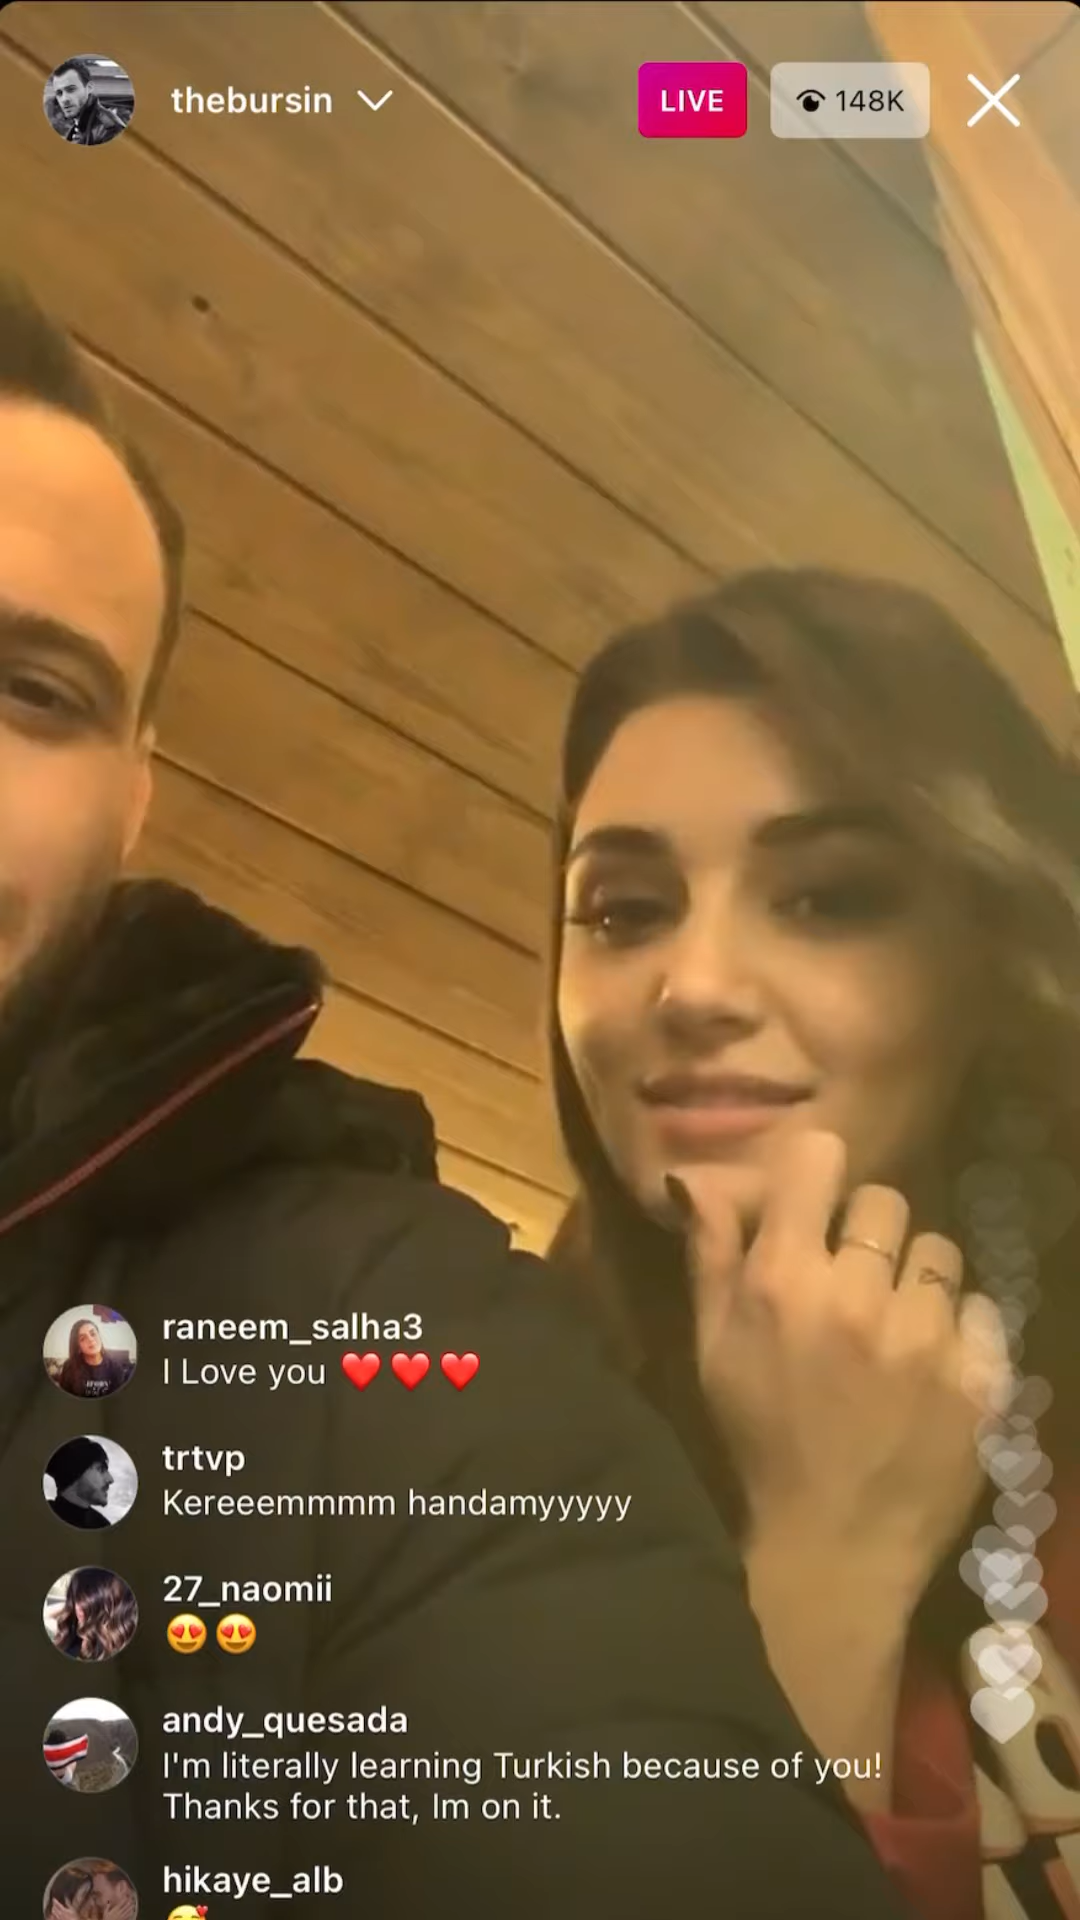 thebursin
LIVE
148K
raneem_salha3
I Love you ❤️❤️❤️
trtvp
Kereeemmmm handamyyyyy
27_naomii
😍😍
andy_quesada
I'm literally learning Turkish because of you!
Thanks for that, Im on it.
hikaye_alb
🥰